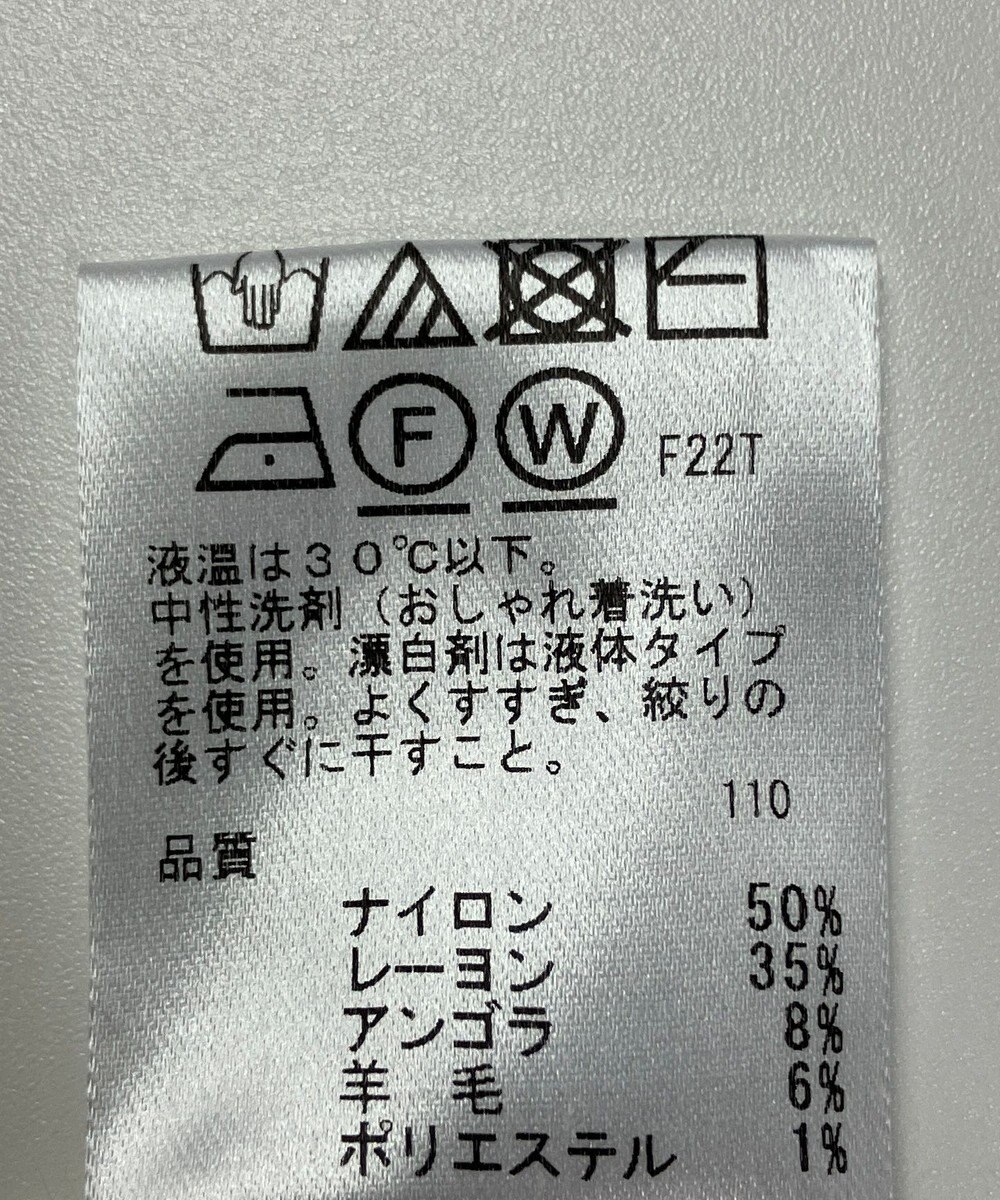 F
W
F22T
液温は30℃以下。
中性洗剤（おしゃれ着洗い）
を使用。漂白剤は液体タイプ
を使用。よくすすぎ、絞りの
後すぐに干すこと。
110
品質
ナイロン 50%
レーヨン 35%
アンゴラ 8%
羊 毛 6%
ポリエステル 1%